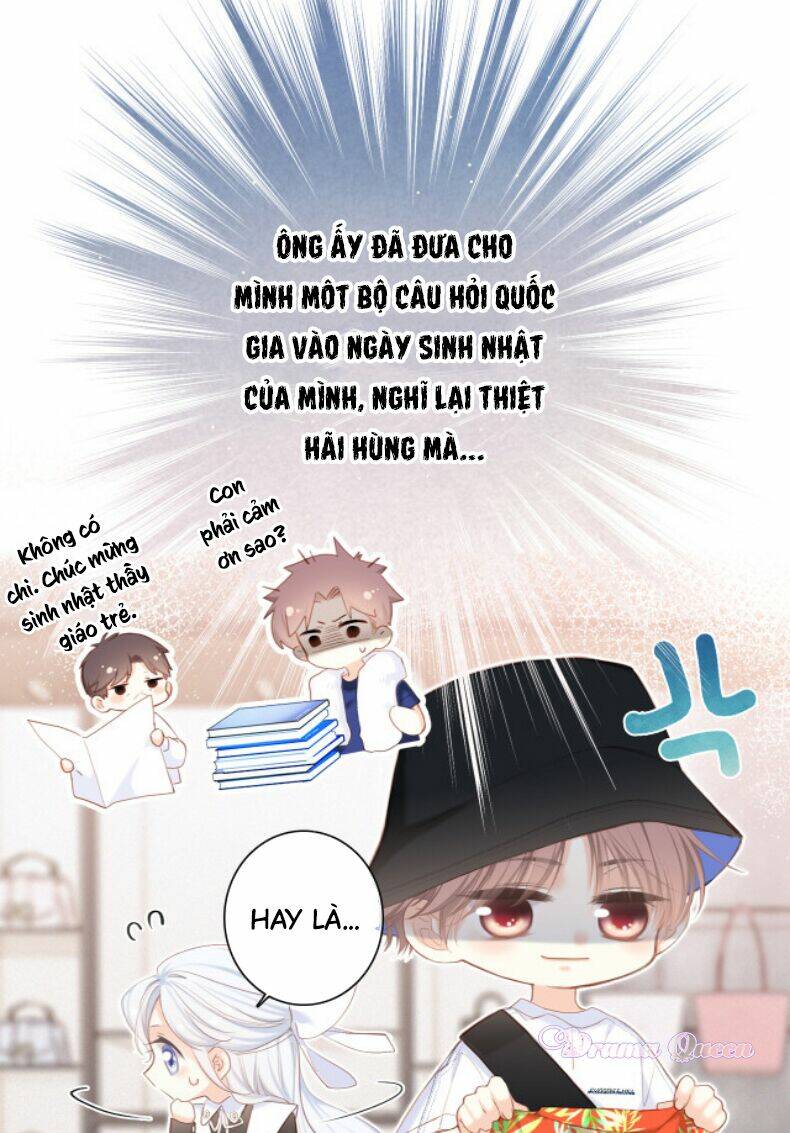 ÔNG ẤY ĐÃ ĐƯA CHO
MÌNH MÔT BỘ CÂU HỎI QUỐC
GIA VÀO NGÀY SINH NHẬT
CỦA MÌNH, NGHĨ LẠI THIỆT
HÃI HÙNG MÀ...
Con
phải cảm
ơn sao?
Không có
chi. Chúc mừng
sinh nhật thầy
giáo trẻ.
HAY LÀ...
Drama Queen